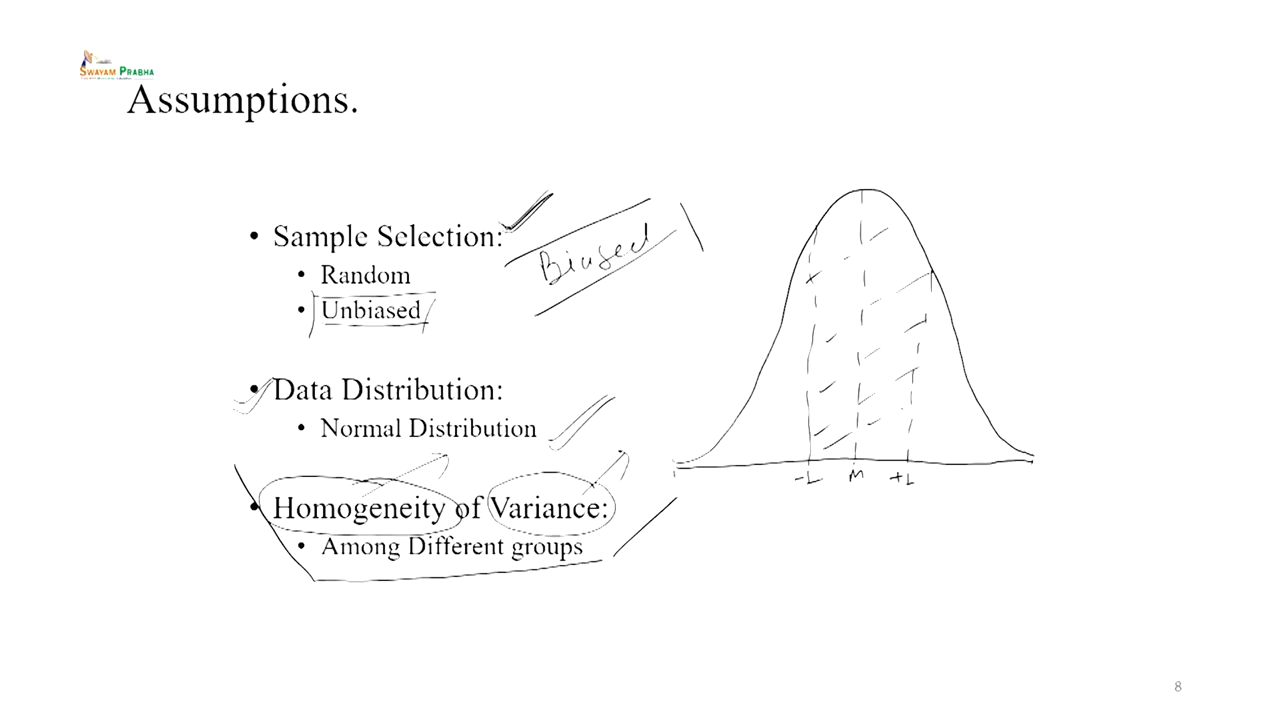 SWAYAM PRABHA
Assumptions.
• Sample Selection:
• Random
• Unbiased
Biased
• Data Distribution:
• Normal Distribution
• Homogeneity of Variance:
• Among Different groups
-L M +L
8